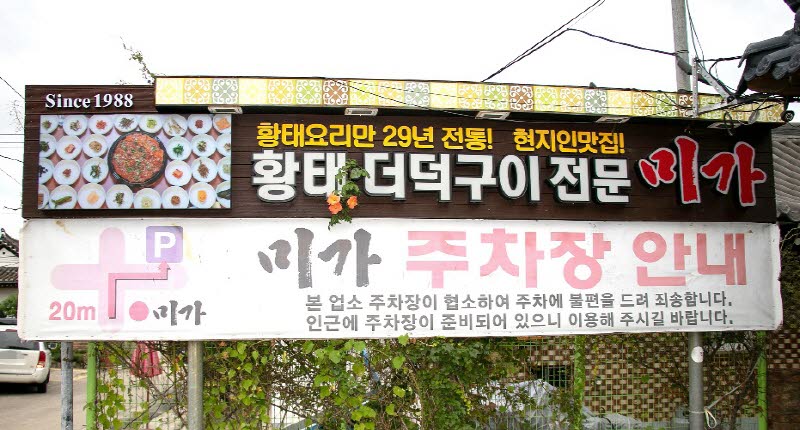 Since 1988
황태요리만 29년 전통! 현지인맛집!
황태·더덕구이 전문 미가
P
20m
미가
미가 주차장 안내
본 업소 주차장이 협소하여 주차에 불편을 드려 죄송합니다.
인근에 주차장이 준비되어 있으니 이용해 주시길 바랍니다.